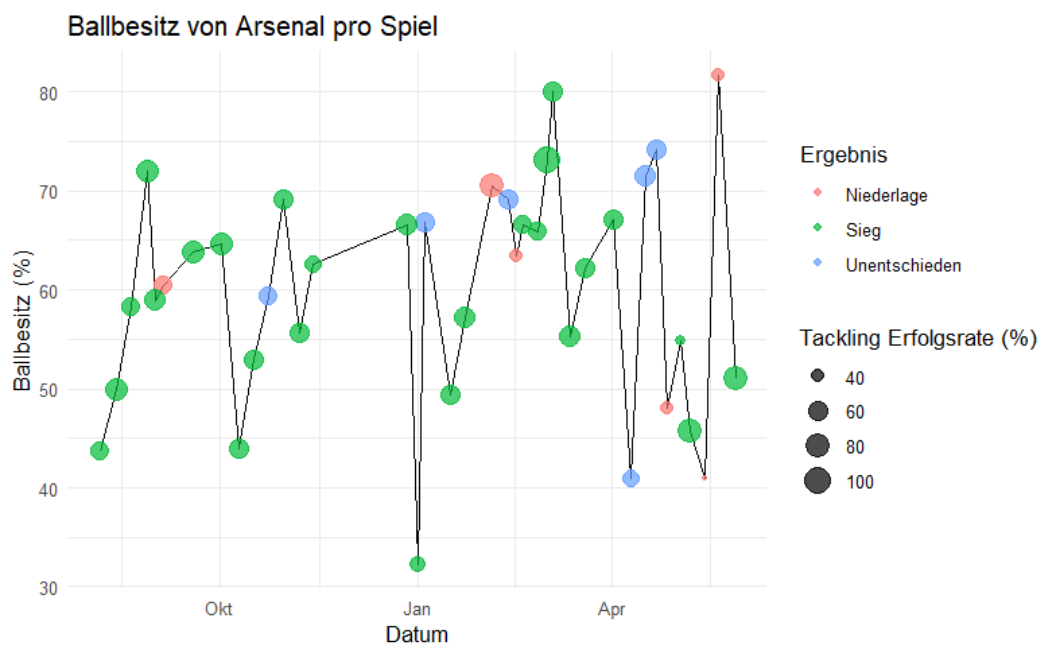 Ballbesitz von Arsenal pro Spiel
Ballbesitz (%)
80
70
60
50
40
30
Okt
Jan
Apr
Datum
Ergebnis
Niederlage
Sieg
Unentschieden
Tackling Erfolgsrate (%)
40
60
80
100